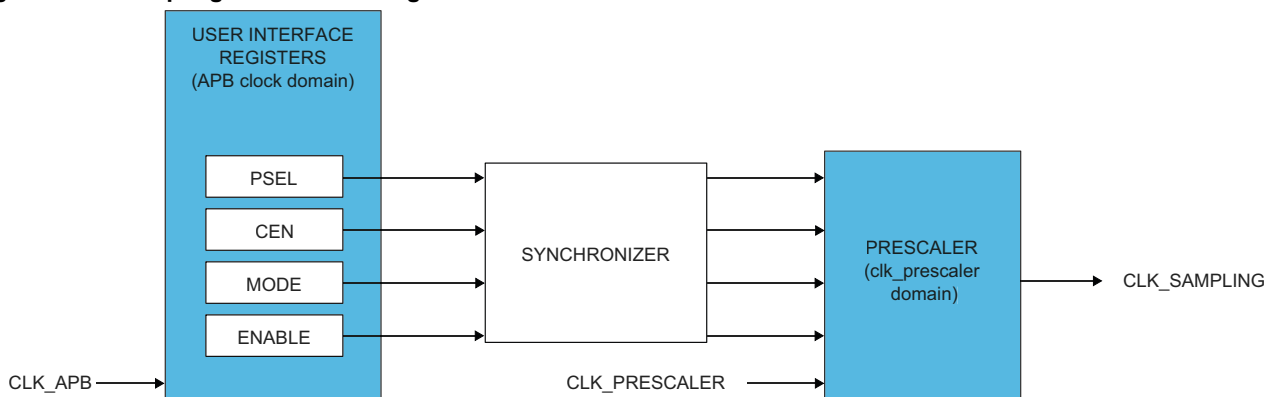 USER INTERFACE
REGISTERS
(APB clock domain)
PSEL
CEN
MODE
ENABLE
SYNCHRONIZER
PRESCALER
(clk_prescaler
domain)
CLK_SAMPLING
CLK_APB
CLK_PRESCALER